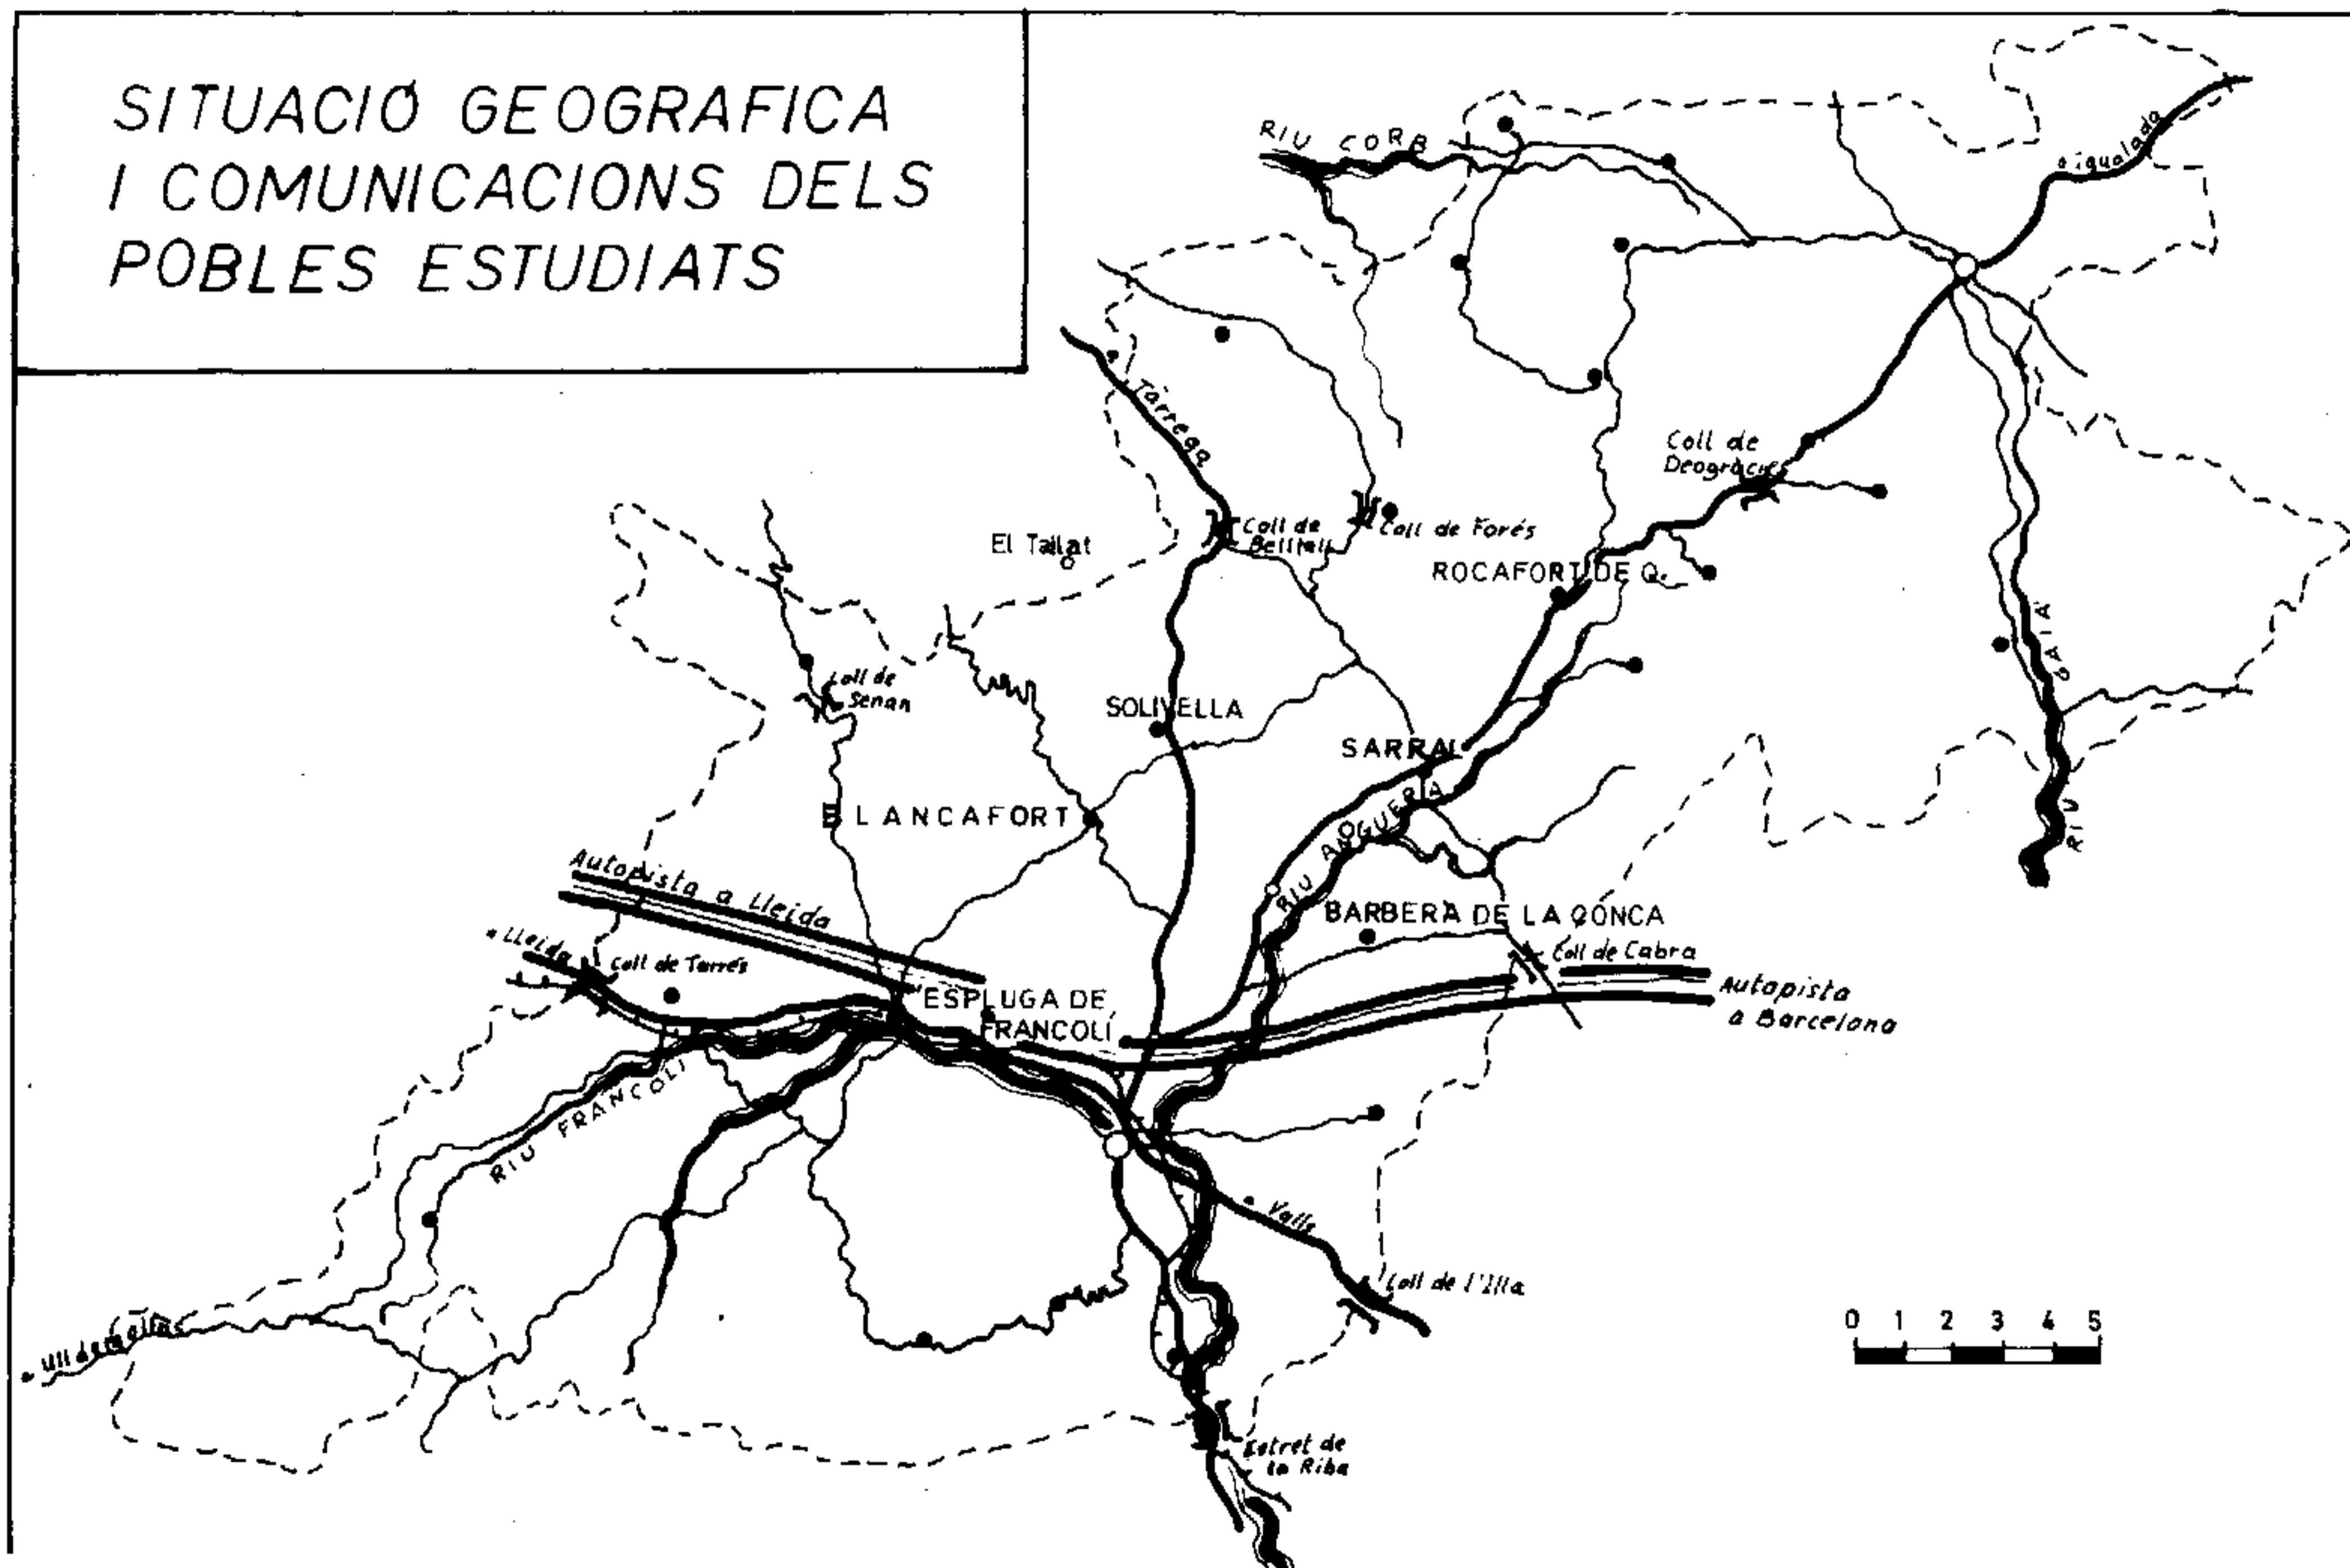 SITUACIÓ GEOGRAFICA
I COMUNICACIONS DELS
POBLES ESTUDIATS
RIU CORB
a igualada
Tàrrega
Coll de
Deogràcies
El Tallat
Coll de
Belltall
Coll de Forés
ROCAFORT DE Q.
Coll de
Senan
SOLIVELLA
SARRAL
GAIÀ
RIU
BLANCAFORT
RIU ANGUERA
Autopista a Lleida
BARBERÀ DE LA CONCA
a Lleida
Coll de Tarrés
Coll de Cabra
ESPLUGA DE
FRANCOLÍ
Autopista
a Barcelona
RIU FRANCOLÍ
a Valls
Coll de l'Illa
0 1 2 3 4 5
a Ulldemolins
Estret de
la Riba